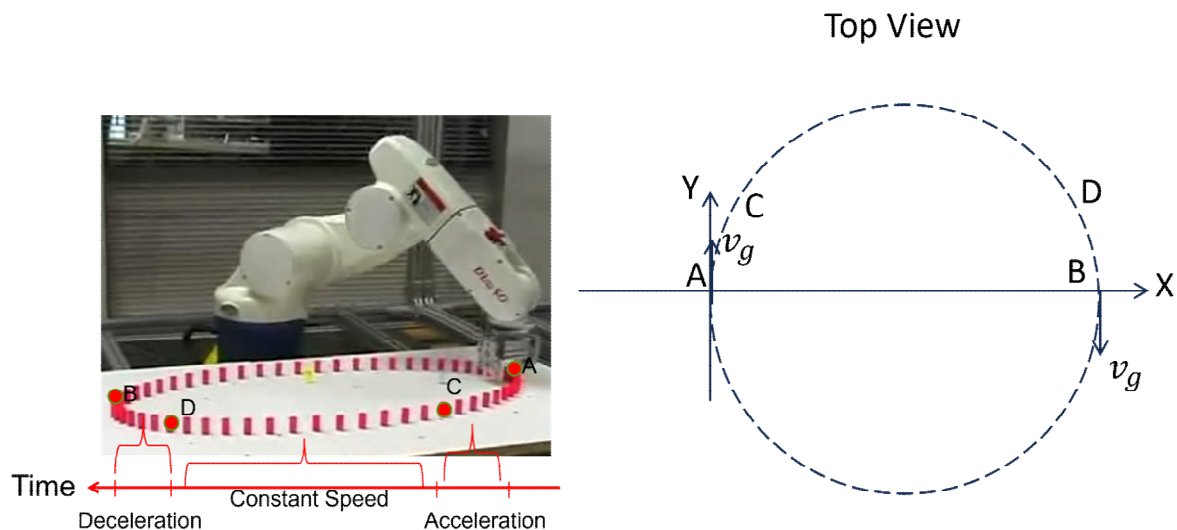 Top View
A
B
C
D
Time
Constant Speed
Deceleration
Acceleration
Y
C
D
v_g
A
B
X
v_g